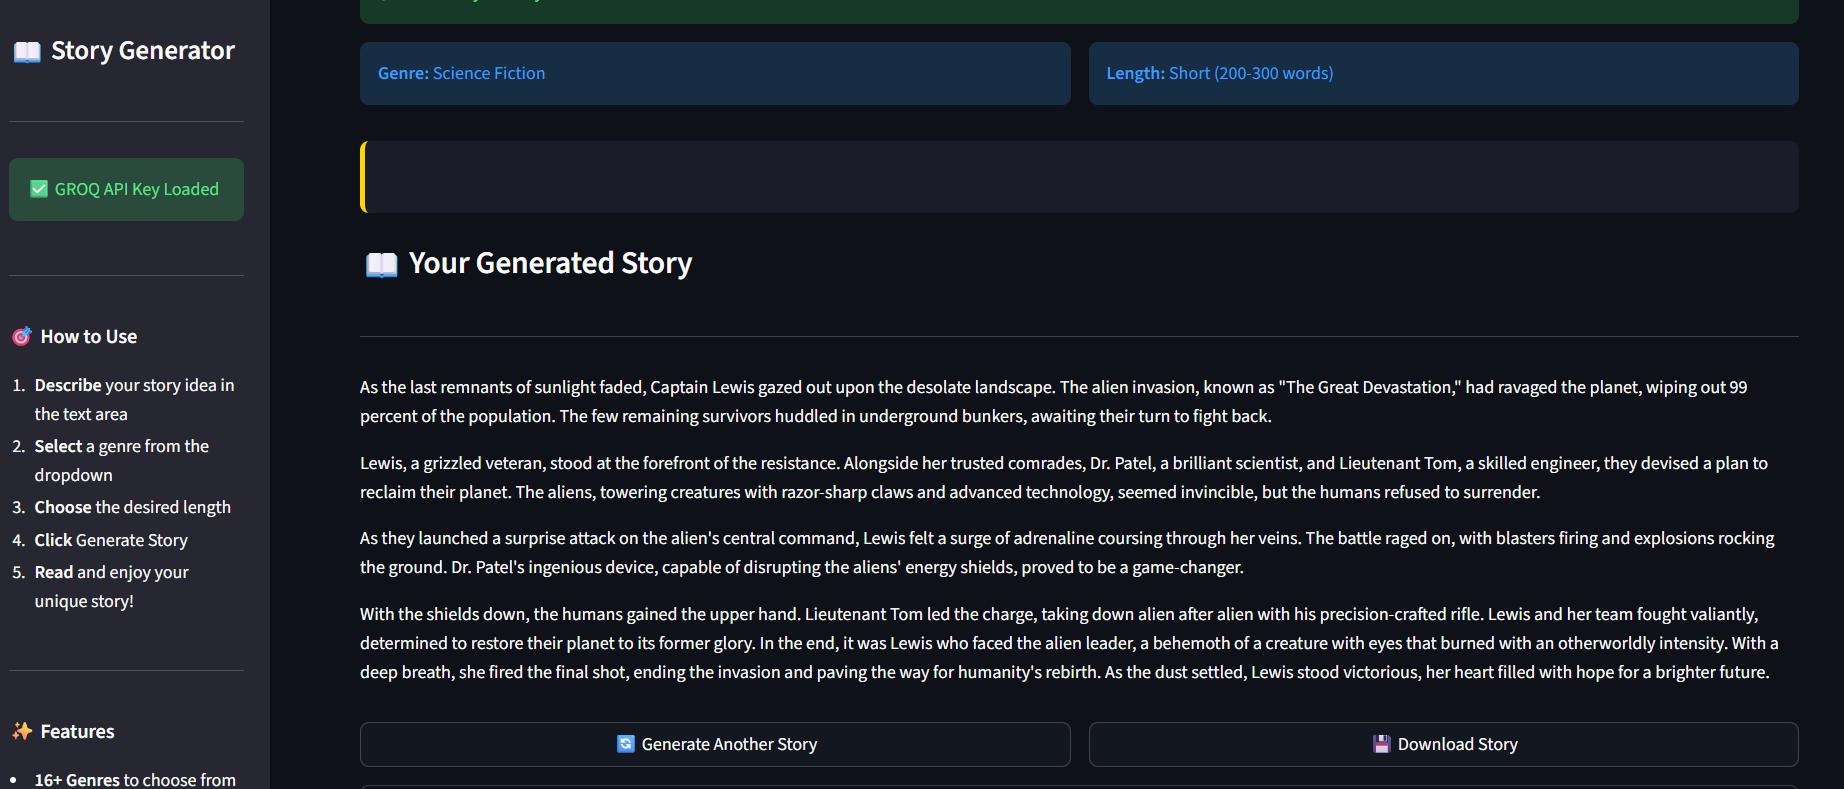 📖 Story Generator
✅ GROQ API Key Loaded
🎯 How to Use
1. Describe your story idea in
the text area
2. Select a genre from the
dropdown
3. Choose the desired length
4. Click Generate Story
5. Read and enjoy your
unique story!
✨ Features
• 16+ Genres to choose from
Genre: Science Fiction
Length: Short (200-300 words)
📖 Your Generated Story
As the last remnants of sunlight faded, Captain Lewis gazed out upon the desolate landscape. The alien invasion, known as "The Great Devastation," had ravaged the planet, wiping out 99
percent of the population. The few remaining survivors huddled in underground bunkers, awaiting their turn to fight back.
Lewis, a grizzled veteran, stood at the forefront of the resistance. Alongside her trusted comrades, Dr. Patel, a brilliant scientist, and Lieutenant Tom, a skilled engineer, they devised a plan to
reclaim their planet. The aliens, towering creatures with razor-sharp claws and advanced technology, seemed invincible, but the humans refused to surrender.
As they launched a surprise attack on the alien's central command, Lewis felt a surge of adrenaline coursing through her veins. The battle raged on, with blasters firing and explosions rocking
the ground. Dr. Patel's ingenious device, capable of disrupting the aliens' energy shields, proved to be a game-changer.
With the shields down, the humans gained the upper hand. Lieutenant Tom led the charge, taking down alien after alien with his precision-crafted rifle. Lewis and her team fought valiantly,
determined to restore their planet to its former glory. In the end, it was Lewis who faced the alien leader, a behemoth of a creature with eyes that burned with an otherworldly intensity. With a
deep breath, she fired the final shot, ending the invasion and paving the way for humanity's rebirth. As the dust settled, Lewis stood victorious, her heart filled with hope for a brighter future.
🔄 Generate Another Story
💾 Download Story